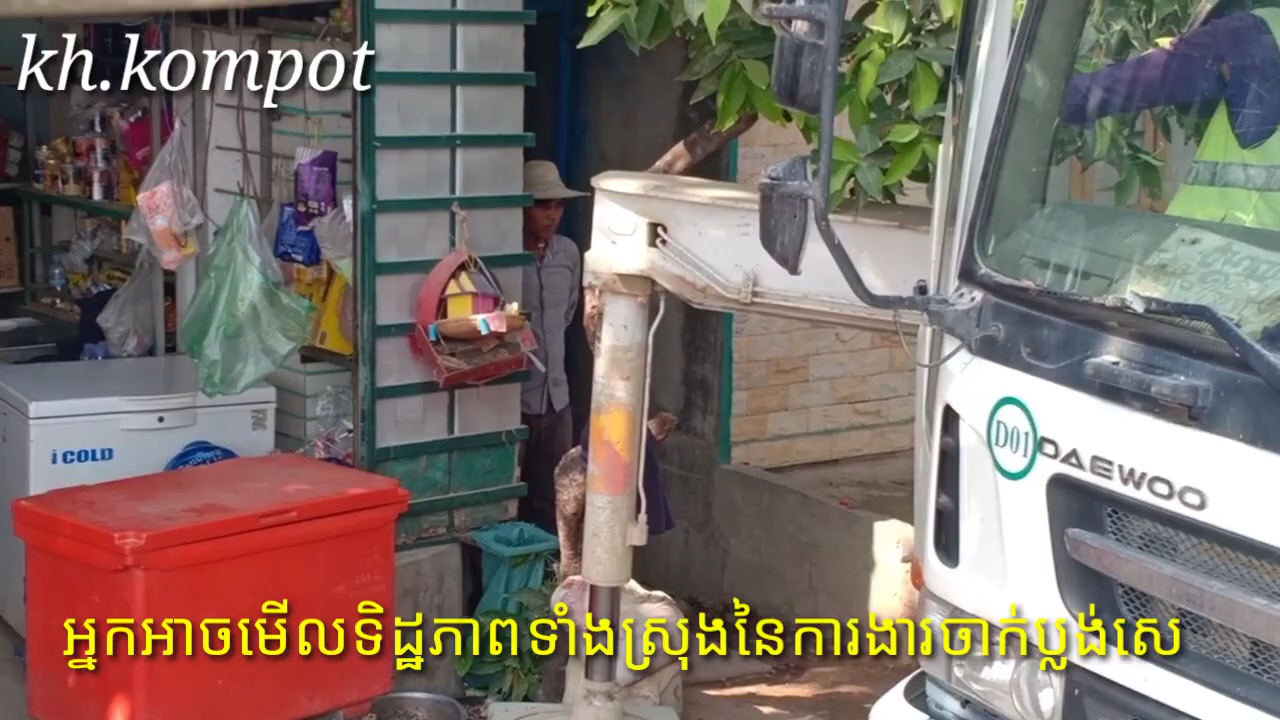 kh.kompot
i COLD
D01
DAEWOO
អ្នកអាចមើលទិដ្ឋភាពទាំងស្រុងនៃការងារចាក់ប្លង់សេ